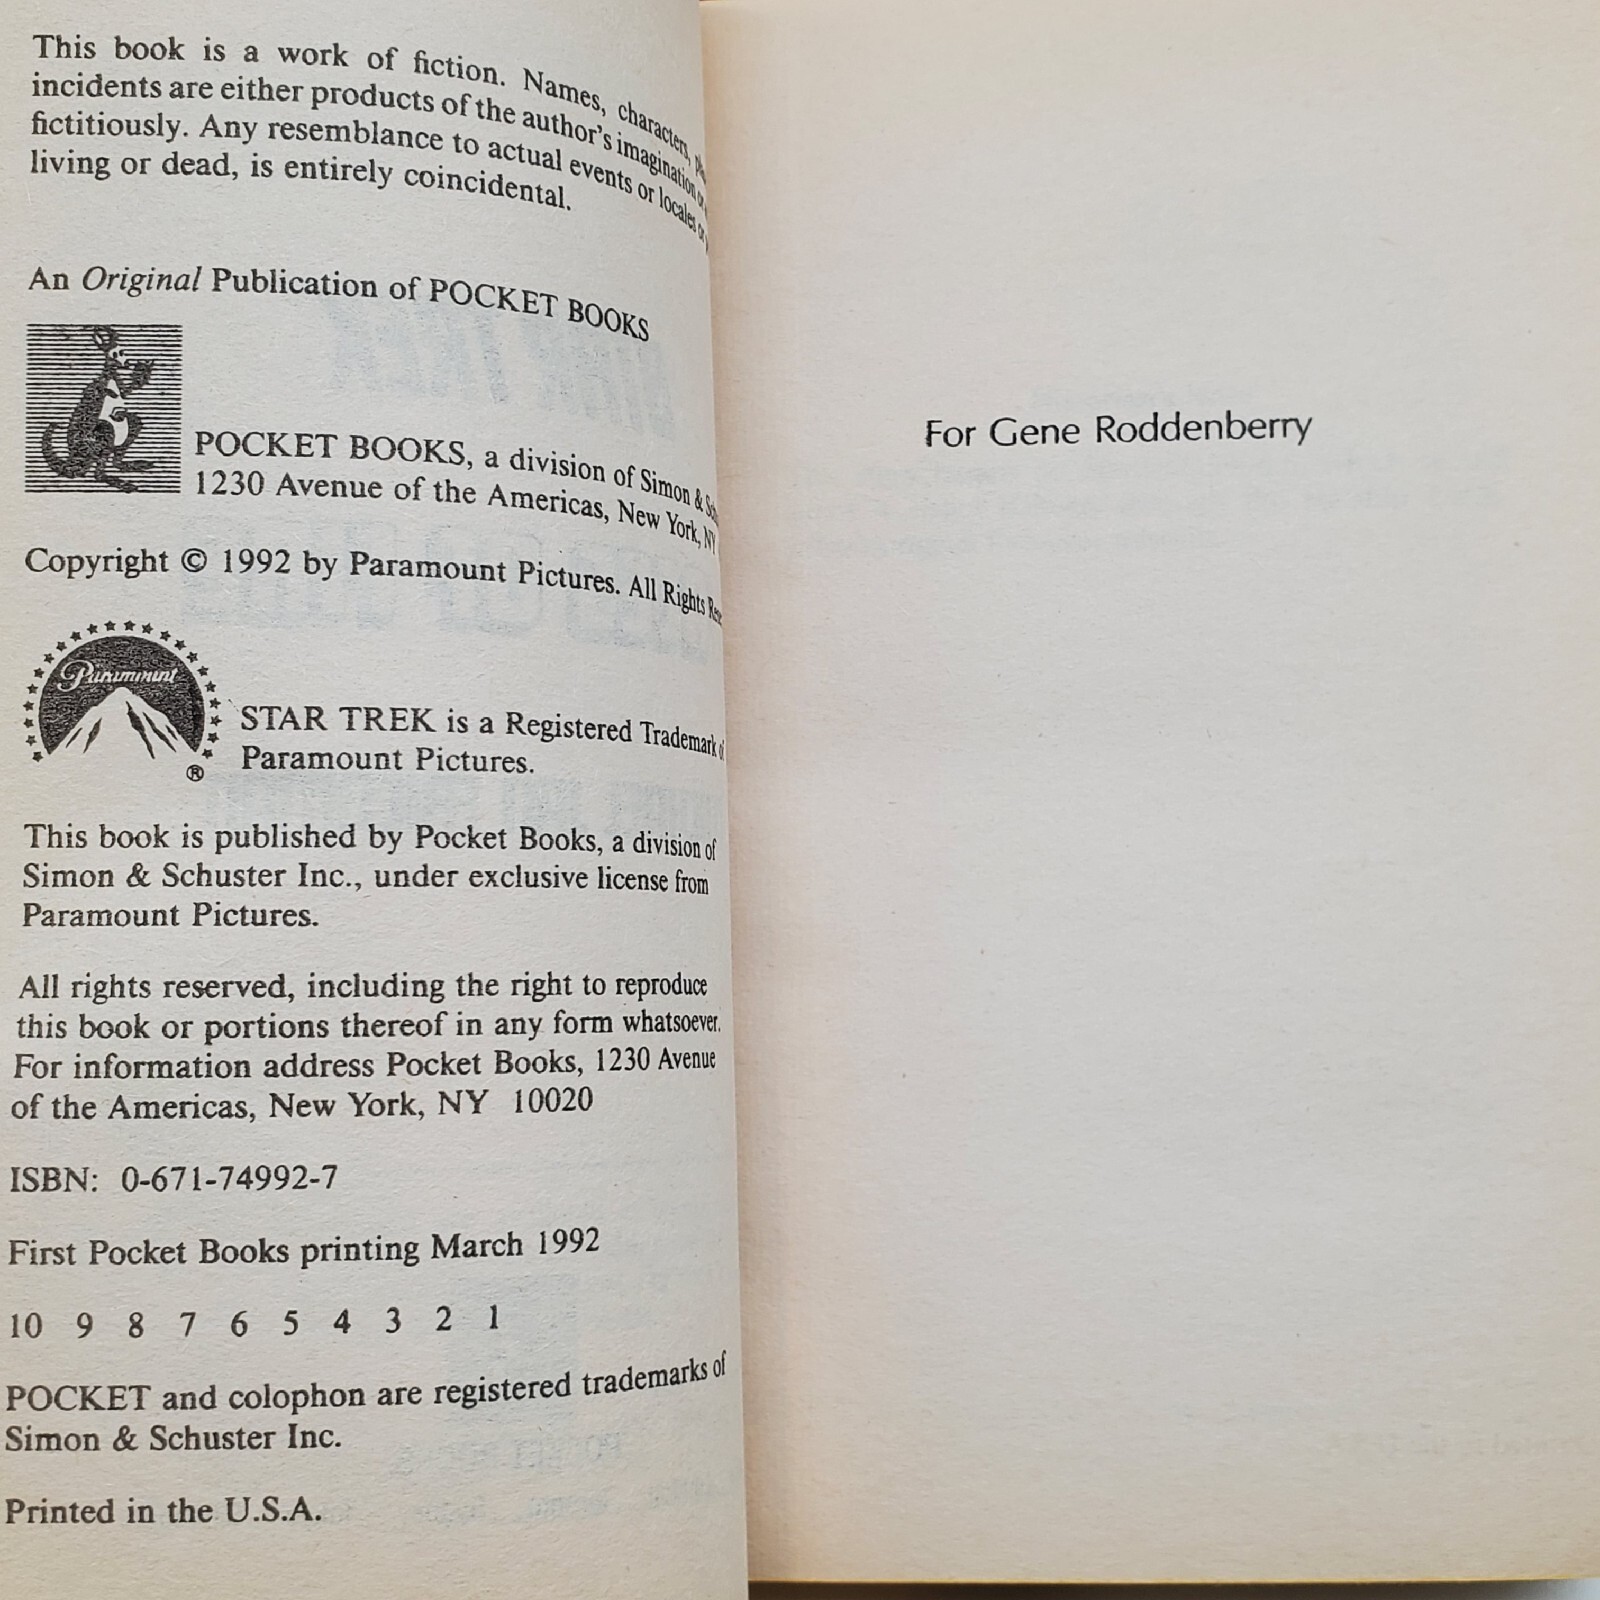 This book is a work of fiction. Names, characters,
incidents are either products of the author's imagination or
fictitiously. Any resemblance to actual events or locales or
living or dead, is entirely coincidental.
An Original Publication of POCKET BOOKS
POCKET BOOKS, a division of Simon &
1230 Avenue of the Americas, New York, NY
Copyright © 1992 by Paramount Pictures. All Rights
Paramount
®
STAR TREK is a Registered Trademark of
Paramount Pictures.
This book is published by Pocket Books, a division of
Simon & Schuster Inc., under exclusive license from
Paramount Pictures.
All rights reserved, including the right to reproduce
this book or portions thereof in any form whatsoever.
For information address Pocket Books, 1230 Avenue
of the Americas, New York, NY 10020
ISBN: 0-671-74992-7
First Pocket Books printing March 1992
10 9 8 7 6 5 4 3 2 1
POCKET and colophon are registered trademarks of
Simon & Schuster Inc.
Printed in the U.S.A.
For Gene Roddenberry